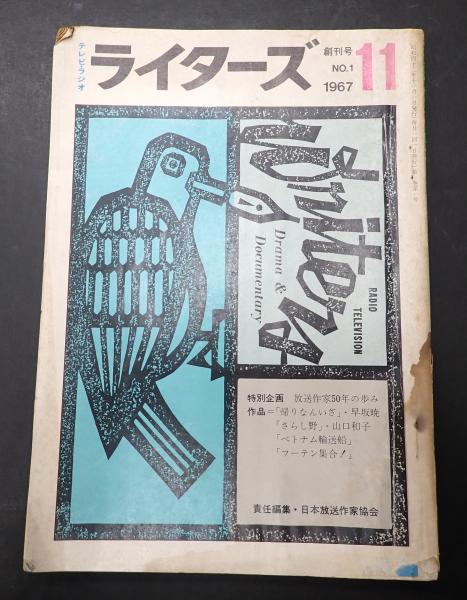 テレビラジオ
ライターズ
創刊号
NO.1
1967
11
Writers
Drama &
Documentary
RADIO
TELEVISION
特別企画 放送作家50年の歩み
作品=「帰りなんいざ」・早坂暁
「さらし野」・山口和子
「ベトナム輸送船」
「フーテン集合!」
責任編集・日本放送作家協会